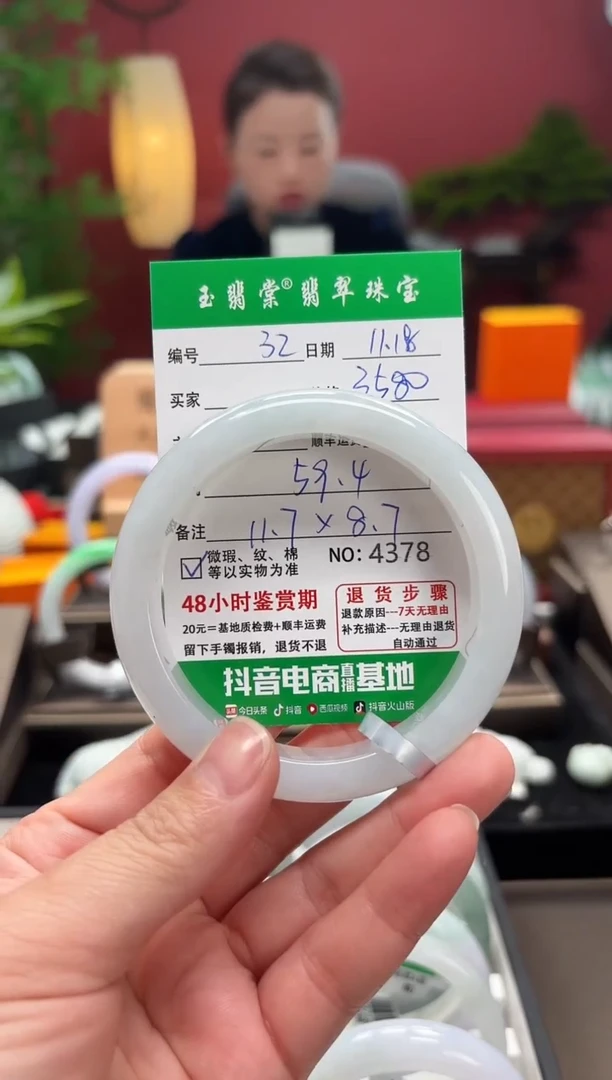 玉翡棠® 翡翠珠宝
编号 32 日期 11.18
买家 3580
顺丰运
59.4
备注 11.7×8.7
微瑕、纹、棉
等以实物为准
NO: 4378
48小时鉴赏期
20元=基地质检费+顺丰运费
留下手镯报销，退货不退
退货步骤
退款原因---7天无理由
补充描述---无理由退货
自动通过
抖音电商直播基地
头条 今日头条 抖音 西瓜视频 抖音火山版